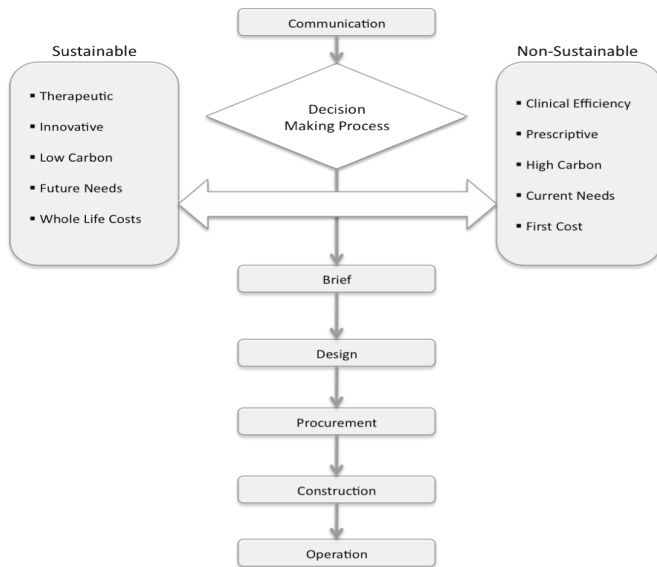 Communication
Sustainable
Non-Sustainable
▪ Therapeutic
▪ Innovative
▪ Low Carbon
▪ Future Needs
▪ Whole Life Costs
Decision
Making Process
▪ Clinical Efficiency
▪ Prescriptive
▪ High Carbon
▪ Current Needs
▪ First Cost
Brief
Design
Procurement
Construction
Operation